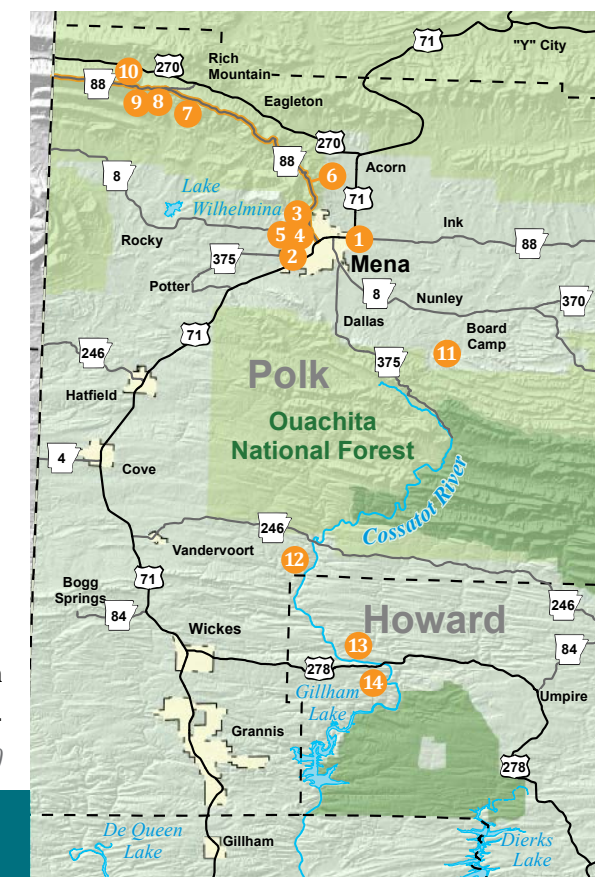 71
"Y" City
Rich
Mountain
10
270
88
9
8
7
Eagleton
270
88
Acorn
8
6
71
Lake
Wilhelmina
3
Ink
5
4
1
88
Rocky
375
2
Mena
Potter
8
Nunley
370
Dallas
71
Board
Camp
11
246
375
Polk
Hatfield
Ouachita
National Forest
4
Cove
Cossatot River
246
Vandervoort
12
71
Bogg
Springs
246
84
Howard
Wickes
13
84
278
14
Gillham
Lake
Umpire
Grannis
278
De Queen
Lake
Gillham
Dierks
Lake